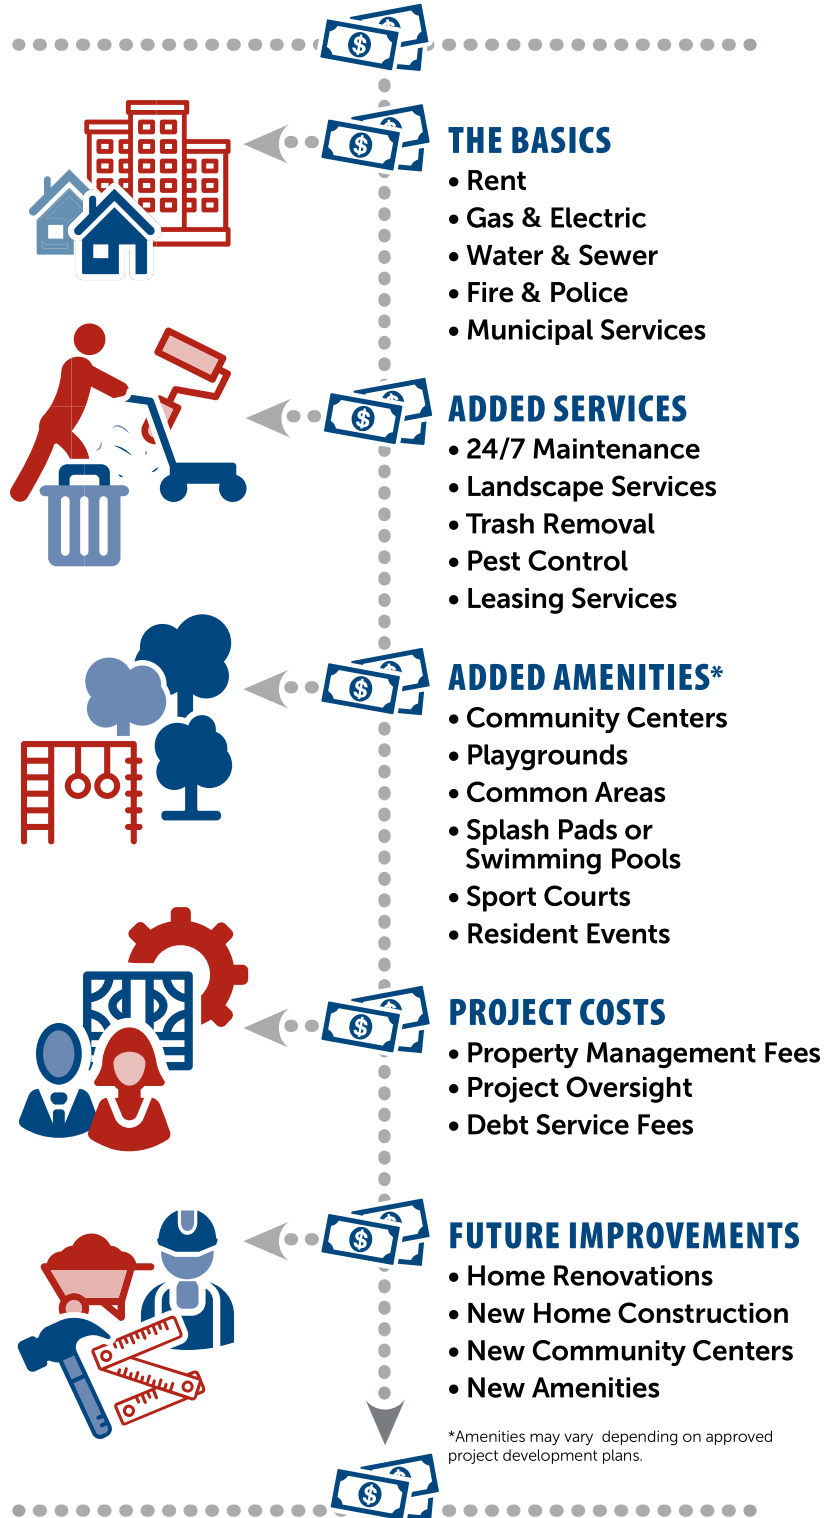 THE BASICS
• Rent
• Gas & Electric
• Water & Sewer
• Fire & Police
• Municipal Services
ADDED SERVICES
• 24/7 Maintenance
• Landscape Services
• Trash Removal
• Pest Control
• Leasing Services
ADDED AMENITIES*
• Community Centers
• Playgrounds
• Common Areas
• Splash Pads or
Swimming Pools
• Sport Courts
• Resident Events
PROJECT COSTS
• Property Management Fees
• Project Oversight
• Debt Service Fees
FUTURE IMPROVEMENTS
• Home Renovations
• New Home Construction
• New Community Centers
• New Amenities
*Amenities may vary depending on approved
project development plans.